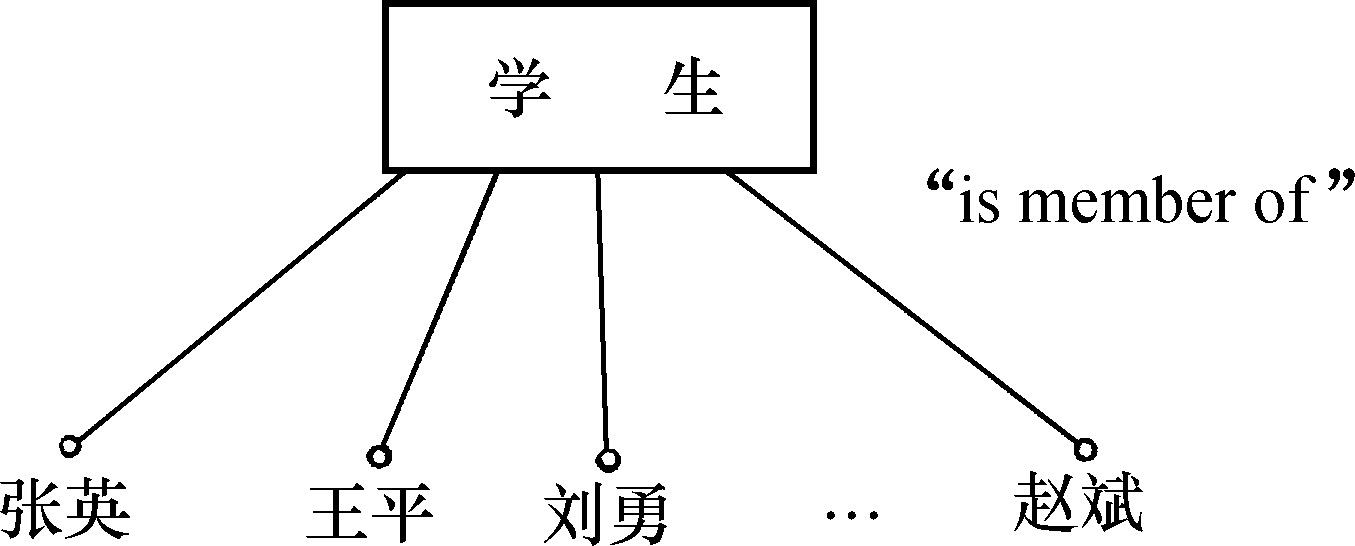 学 生
“is member of”
张英 王平 刘勇 … 赵斌